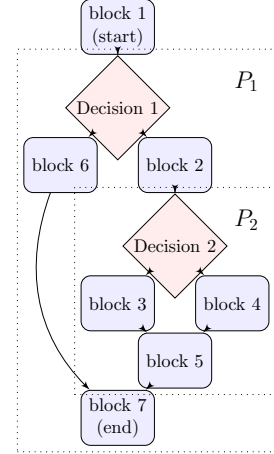 block 1
(start)
P₁
Decision 1
block 6
block 2
P₂
Decision 2
block 3
block 4
block 5
block 7
(end)